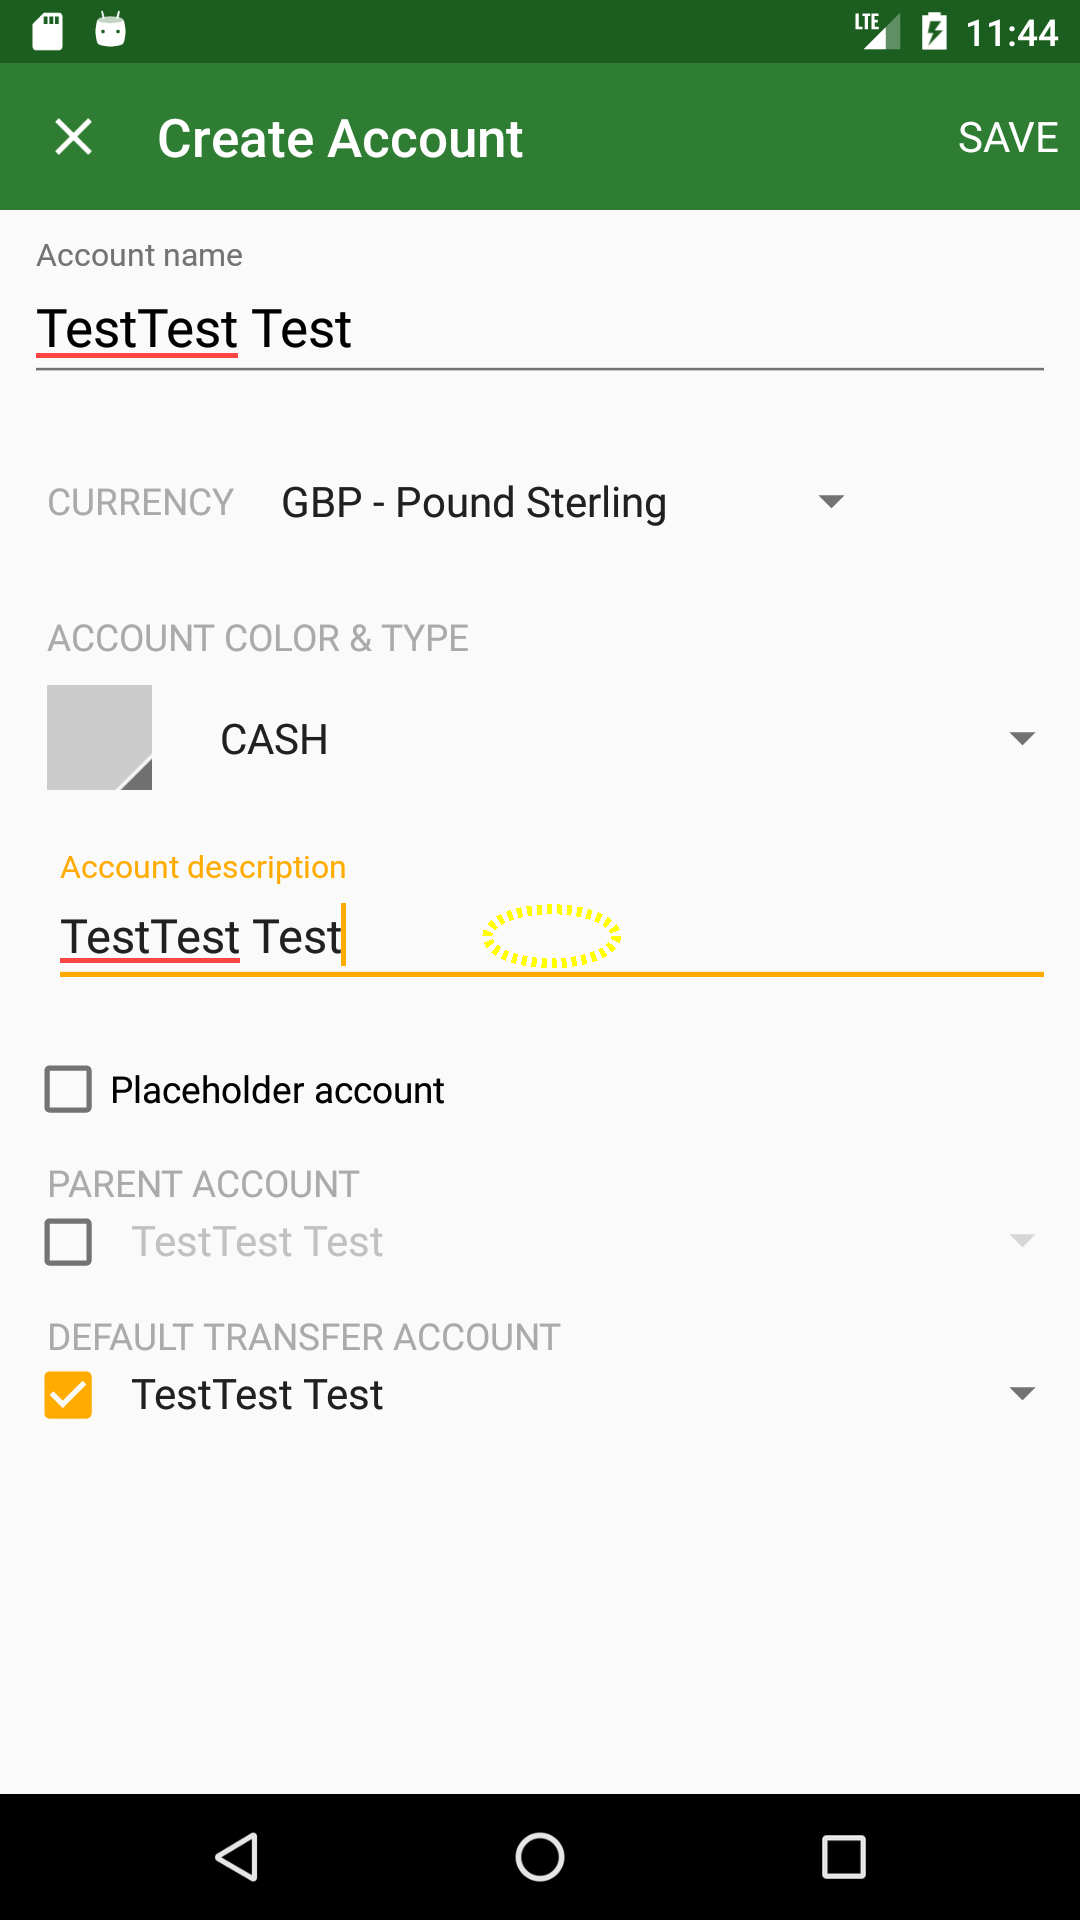 LTE 11:44
Create Account SAVE
Account name
TestTest Test
CURRENCY GBP - Pound Sterling
ACCOUNT COLOR & TYPE
CASH
Account description
TestTest Test
Placeholder account
PARENT ACCOUNT
TestTest Test
DEFAULT TRANSFER ACCOUNT
TestTest Test